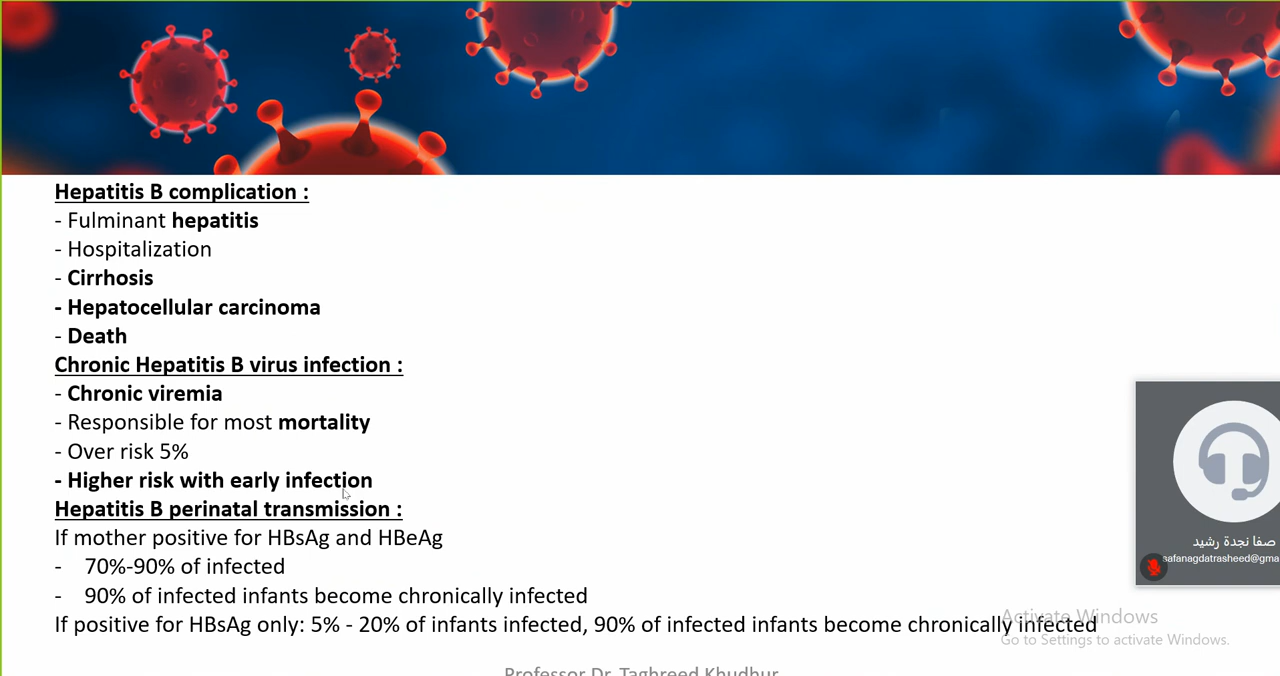 Hepatitis B complication :
- Fulminant hepatitis
- Hospitalization
- Cirrhosis
- Hepatocellular carcinoma
- Death
Chronic Hepatitis B virus infection :
- Chronic viremia
- Responsible for most mortality
- Over risk 5%
- Higher risk with early infection
Hepatitis B perinatal transmission :
If mother positive for HBsAg and HBeAg
- 70%-90% of infected
- 90% of infected infants become chronically infected
If positive for HBsAg only: 5% - 20% of infants infected, 90% of infected infants become chronically infected
Professor Dr. Taghreed Khudhur
صفا نجدة رشيد
safanagdatrasheed@gma
Activate Windows
Go to Settings to activate Windows.